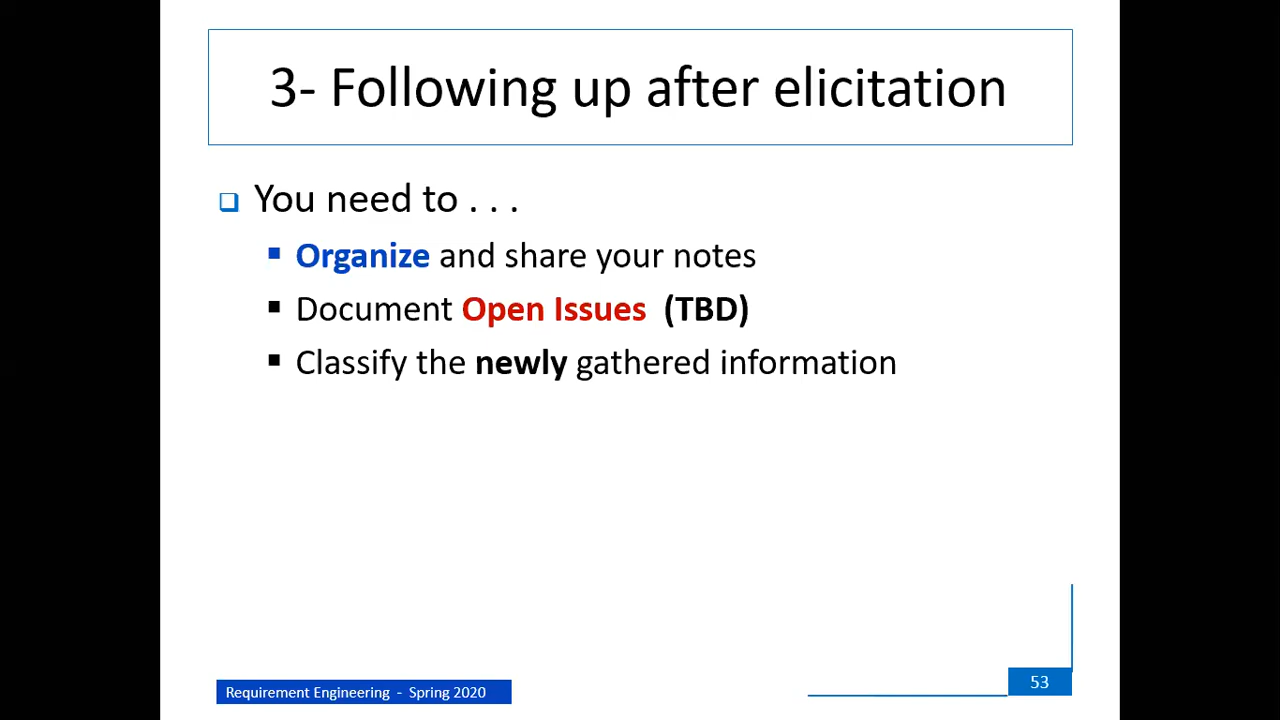 3- Following up after elicitation
You need to . . .
Organize and share your notes
Document Open Issues (TBD)
Classify the newly gathered information
Requirement Engineering - Spring 2020
53